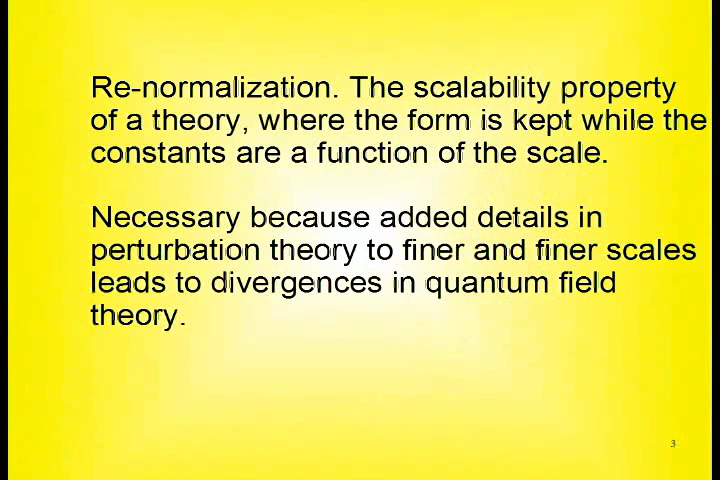 Re-normalization. The scalability property
of a theory, where the form is kept while the
constants are a function of the scale.
Necessary because added details in
perturbation theory to finer and finer scales
leads to divergences in quantum field
theory.
3